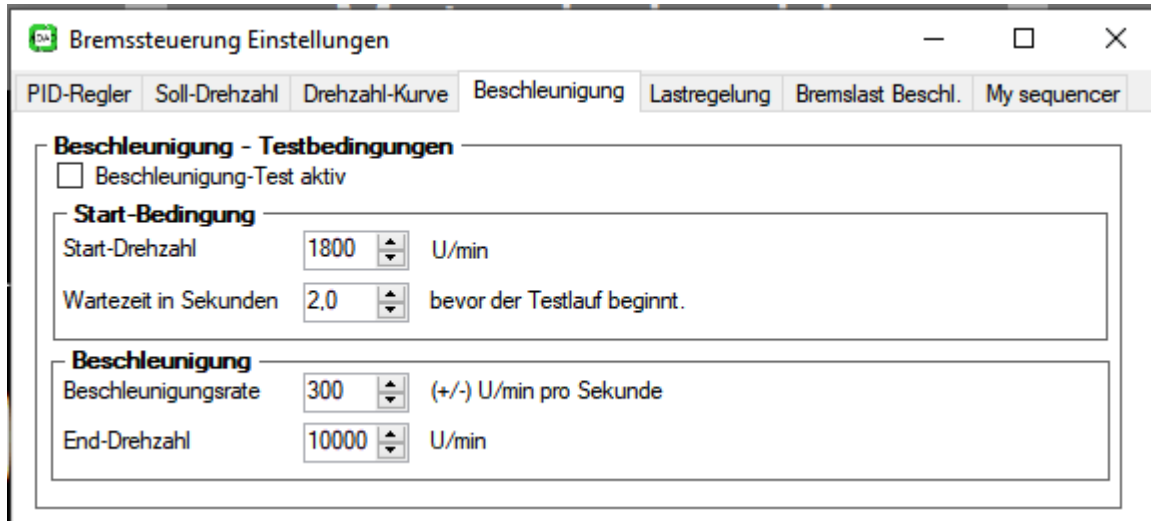 Bremssteuerung Einstellungen
PID-Regler Soll-Drehzahl Drehzahl-Kurve Beschleunigung Lastregelung Bremslast Beschl. My sequencer
Beschleunigung - Testbedingungen
Beschleunigung-Test aktiv
Start-Bedingung
Start-Drehzahl 1800 U/min
Wartezeit in Sekunden 2,0 bevor der Testlauf beginnt.
Beschleunigung
Beschleunigungsrate 300 (+/-) U/min pro Sekunde
End-Drehzahl 10000 U/min